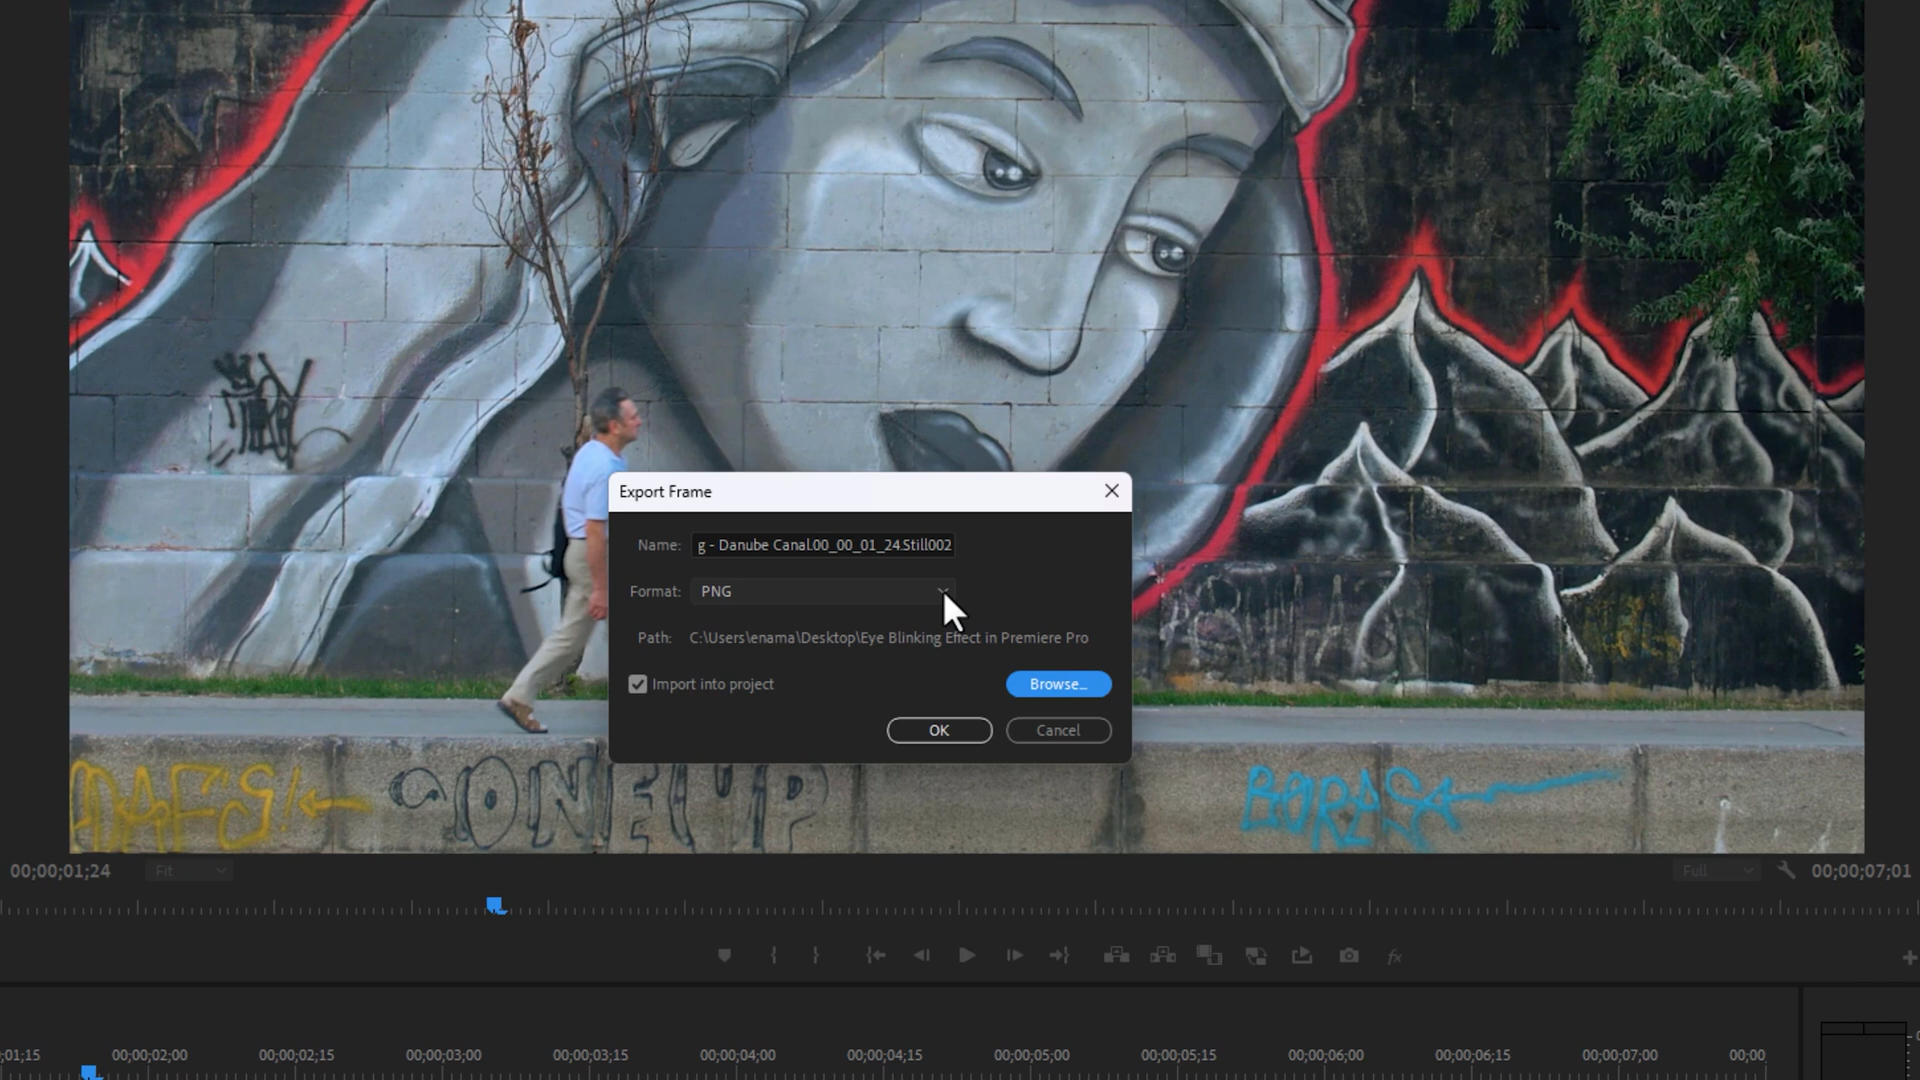 Export Frame
Name: g - Danube Canal.00_00_01_24.Still002
Format: PNG
Path: C:\Users\enama\Desktop\Eye Blinking Effect in Premiere Pro
Import into project
Browse...
OK
Cancel
ONE UP
BORASA
00;00;01;24
Fit
Full
00;00;07;01
fx
;01;15
00;00;02;00
00;00;02;15
00;00;03;00
00;00;03;15
00;00;04;00
00;00;04;15
00;00;05;00
00;00;05;15
00;00;06;00
00;00;06;15
00;00;07;00
00;00